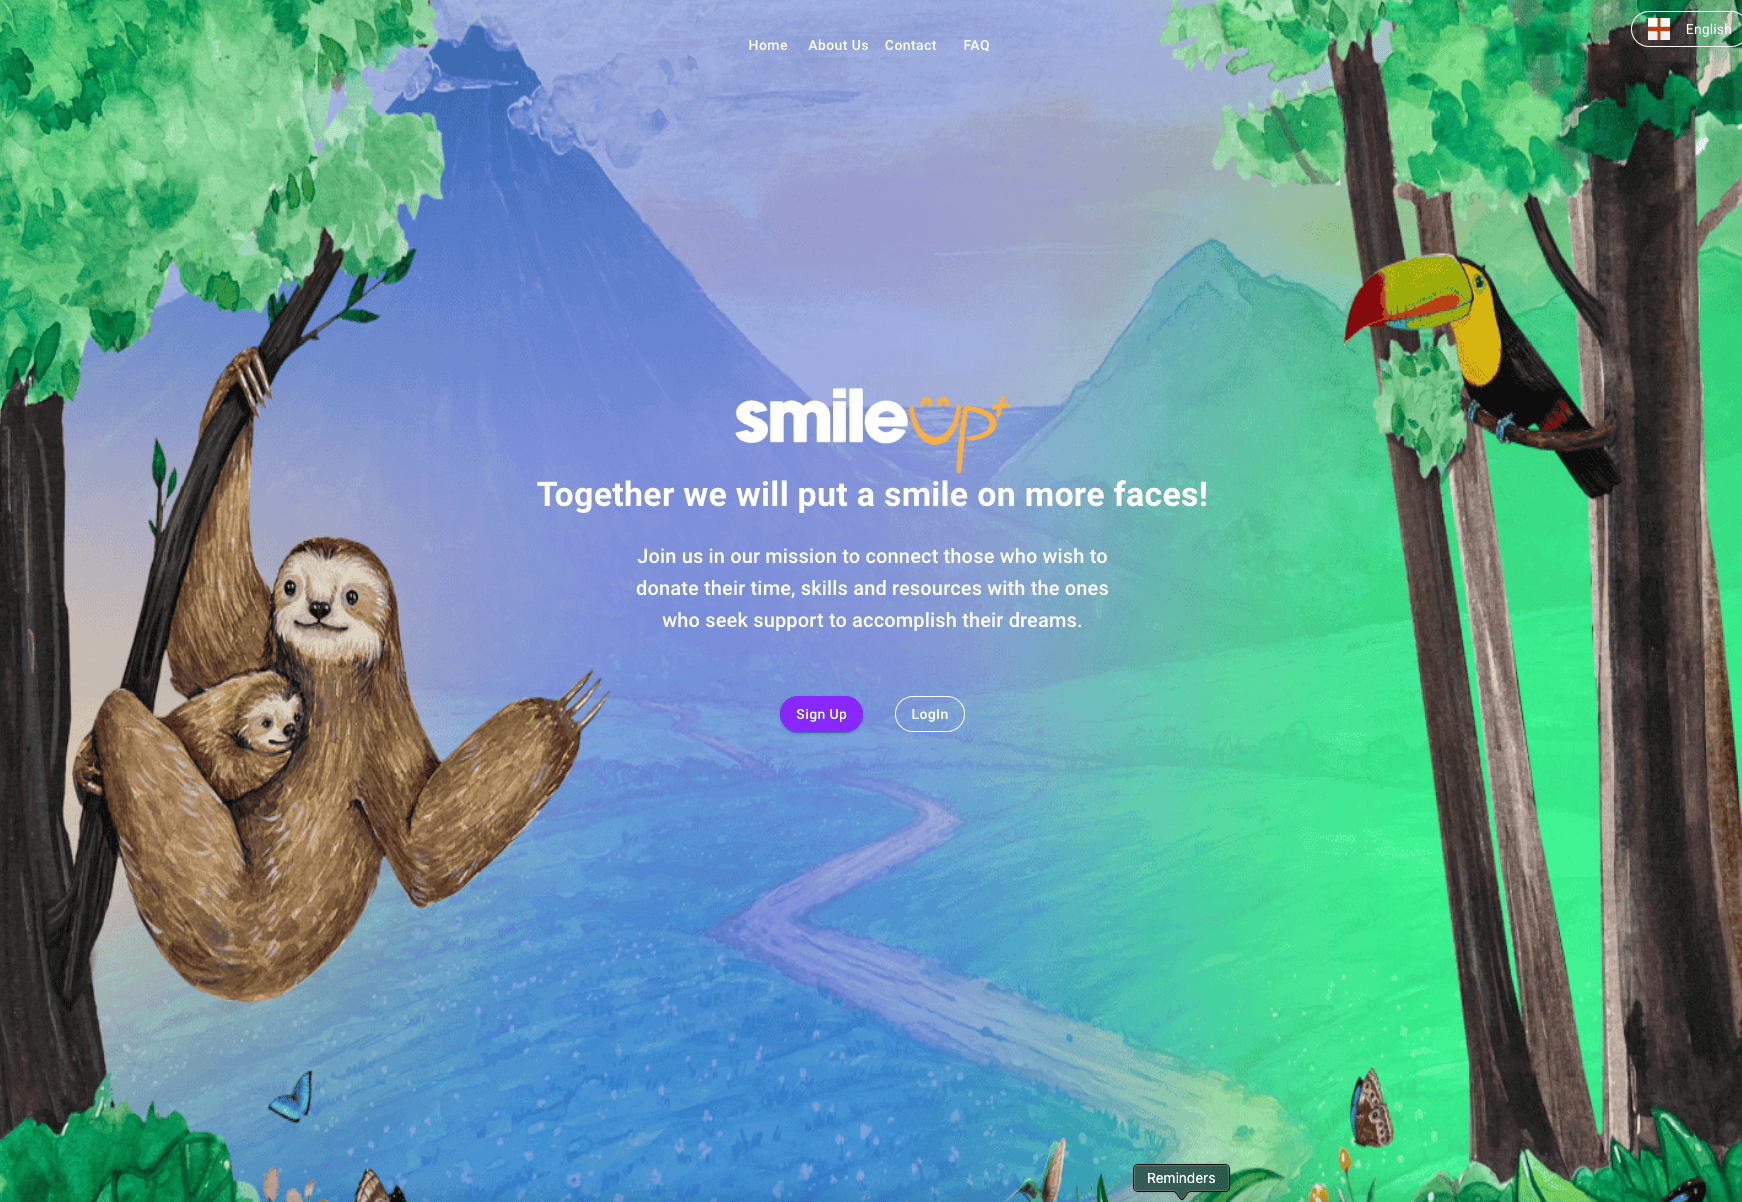 Home About Us Contact FAQ
English
smile up+
Together we will put a smile on more faces!
Join us in our mission to connect those who wish to
donate their time, skills and resources with the ones
who seek support to accomplish their dreams.
Sign Up LogIn
Reminders